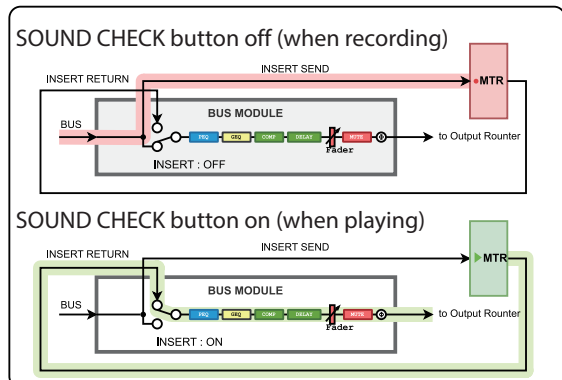 SOUND CHECK button off (when recording)
INSERT RETURN
INSERT SEND
•MTR
BUS MODULE
BUS
PEQ
GEQ
COMP
DELAY
Fader
MUTE
Φ
to Output Rounter
INSERT : OFF
SOUND CHECK button on (when playing)
INSERT RETURN
INSERT SEND
MTR
BUS MODULE
BUS
PEQ
GEQ
COMP
DELAY
Fader
MUTE
Φ
to Output Rounter
INSERT : ON